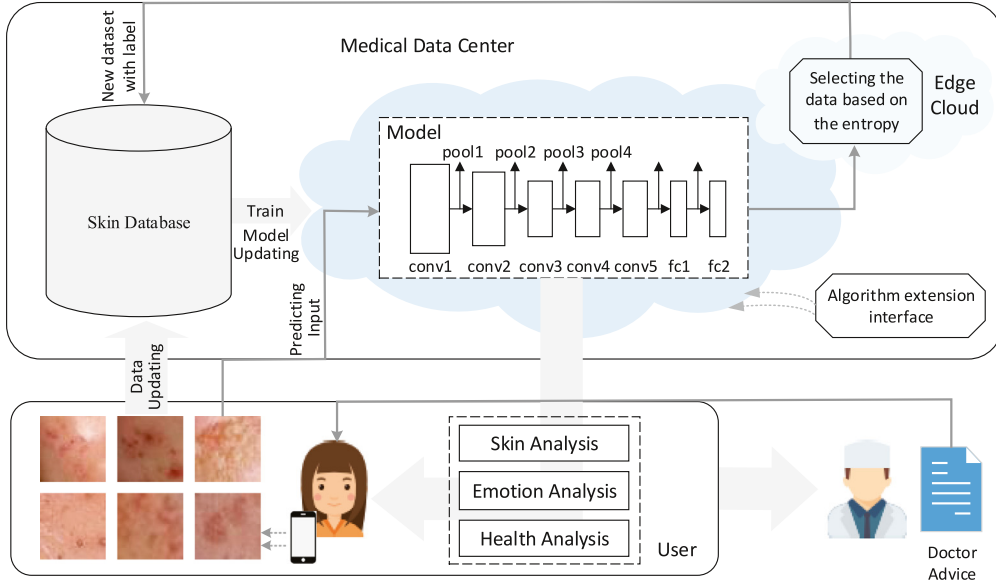 Medical Data Center
New dataset
with label
Skin Database
Train
Model
Updating
Model
pool1 pool2 pool3 pool4
conv1 conv2 conv3 conv4 conv5 fc1 fc2
Selecting the
data based on
the entropy
Edge
Cloud
Algorithm extension
interface
Predicting
Input
Data
Updating
Skin Analysis
Emotion Analysis
Health Analysis
User
Doctor
Advice